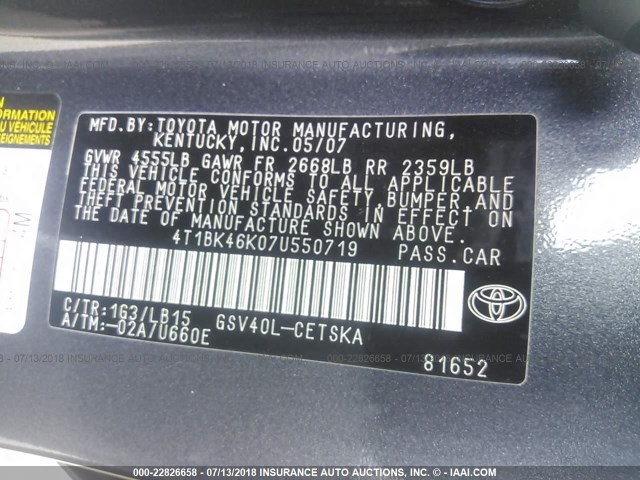 N
FORMATION
U VÉHICULE
EIGNEMENTS
MFD.BY:TOYOTA MOTOR MANUFACTURING,
KENTUCKY,INC.05/07
GVWR 4555LB GAWR FR 2668LB RR 2359LB
THIS VEHICLE CONFORMS TO ALL APPLICABLE
FEDERAL MOTOR VEHICLE SAFETY,BUMPER,AND
THEFT PREVENTION STANDARDS IN EFFECT ON
THE DATE OF MANUFACTURE SHOWN ABOVE.
4T1BK46K07U550719 PASS.CAR
C/TR:1G3/LB15 GSV40L-CETSKA
A/TM:-02A/U660E
81652
000-22826658 - 07/13/2018 - INSURANCE AUTO AUCTIONS, INC. - © - IAAI.com